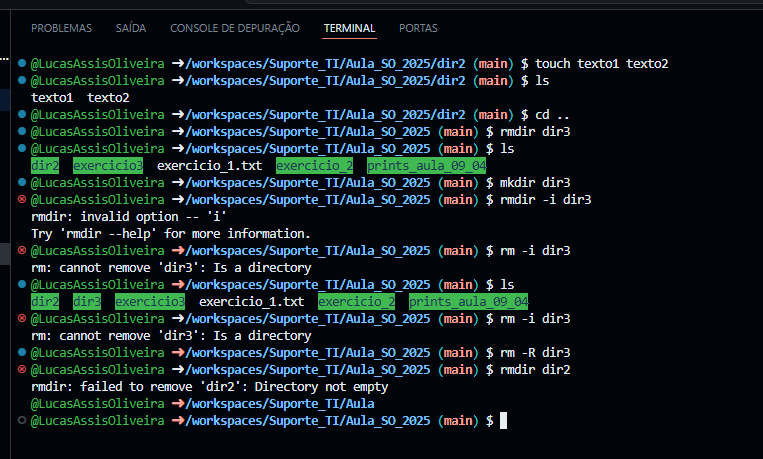 PROBLEMAS SAÍDA CONSOLE DE DEPURAÇÃO TERMINAL PORTAS
@LucasAssisOliveira ➜/workspaces/Suporte_TI/Aula_SO_2025/dir2 (main) $ touch texto1 texto2
@LucasAssisOliveira ➜/workspaces/Suporte_TI/Aula_SO_2025/dir2 (main) $ ls
texto1  texto2
@LucasAssisOliveira ➜/workspaces/Suporte_TI/Aula_SO_2025/dir2 (main) $ cd ..
@LucasAssisOliveira ➜/workspaces/Suporte_TI/Aula_SO_2025 (main) $ rmdir dir3
@LucasAssisOliveira ➜/workspaces/Suporte_TI/Aula_SO_2025 (main) $ ls
dir2  exercicio3  exercicio_1.txt  exercicio_2  prints_aula_09_04
@LucasAssisOliveira ➜/workspaces/Suporte_TI/Aula_SO_2025 (main) $ mkdir dir3
@LucasAssisOliveira ➜/workspaces/Suporte_TI/Aula_SO_2025 (main) $ rmdir -i dir3
rmdir: invalid option -- 'i'
Try 'rmdir --help' for more information.
@LucasAssisOliveira ➜/workspaces/Suporte_TI/Aula_SO_2025 (main) $ rm -i dir3
rm: cannot remove 'dir3': Is a directory
@LucasAssisOliveira ➜/workspaces/Suporte_TI/Aula_SO_2025 (main) $ ls
dir2  dir3  exercicio3  exercicio_1.txt  exercicio_2  prints_aula_09_04
@LucasAssisOliveira ➜/workspaces/Suporte_TI/Aula_SO_2025 (main) $ rm -i dir3
rm: cannot remove 'dir3': Is a directory
@LucasAssisOliveira ➜/workspaces/Suporte_TI/Aula_SO_2025 (main) $ rm -R dir3
@LucasAssisOliveira ➜/workspaces/Suporte_TI/Aula_SO_2025 (main) $ rmdir dir2
rmdir: failed to remove 'dir2': Directory not empty
@LucasAssisOliveira ➜/workspaces/Suporte_TI/Aula
@LucasAssisOliveira ➜/workspaces/Suporte_TI/Aula_SO_2025 (main) $